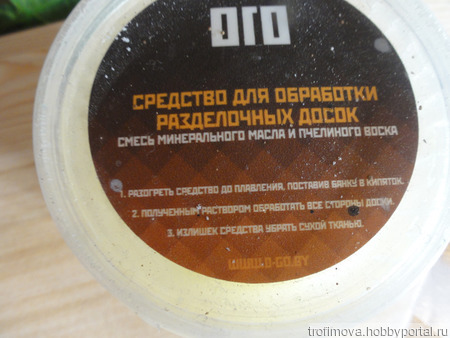 ОГО
СРЕДСТВО ДЛЯ ОБРАБОТКИ
РАЗДЕЛОЧНЫХ ДОСОК
СМЕСЬ МИНЕРАЛЬНОГО МАСЛА И ПЧЕЛИНОГО ВОСКА
1. РАЗОГРЕТЬ СРЕДСТВО ДО ПЛАВЛЕНИЯ, ПОСТАВИВ БАНКУ В КИПЯТОК.
2. ПОЛУЧЕННЫМ РАСТВОРОМ ОБРАБОТАТЬ ВСЕ СТОРОНЫ ДОСКИ.
3. ИЗЛИШЕК СРЕДСТВА УБРАТЬ СУХОЙ ТКАНЬЮ.
WWW.O-GO.BY
trofimova.hobbyportal.ru